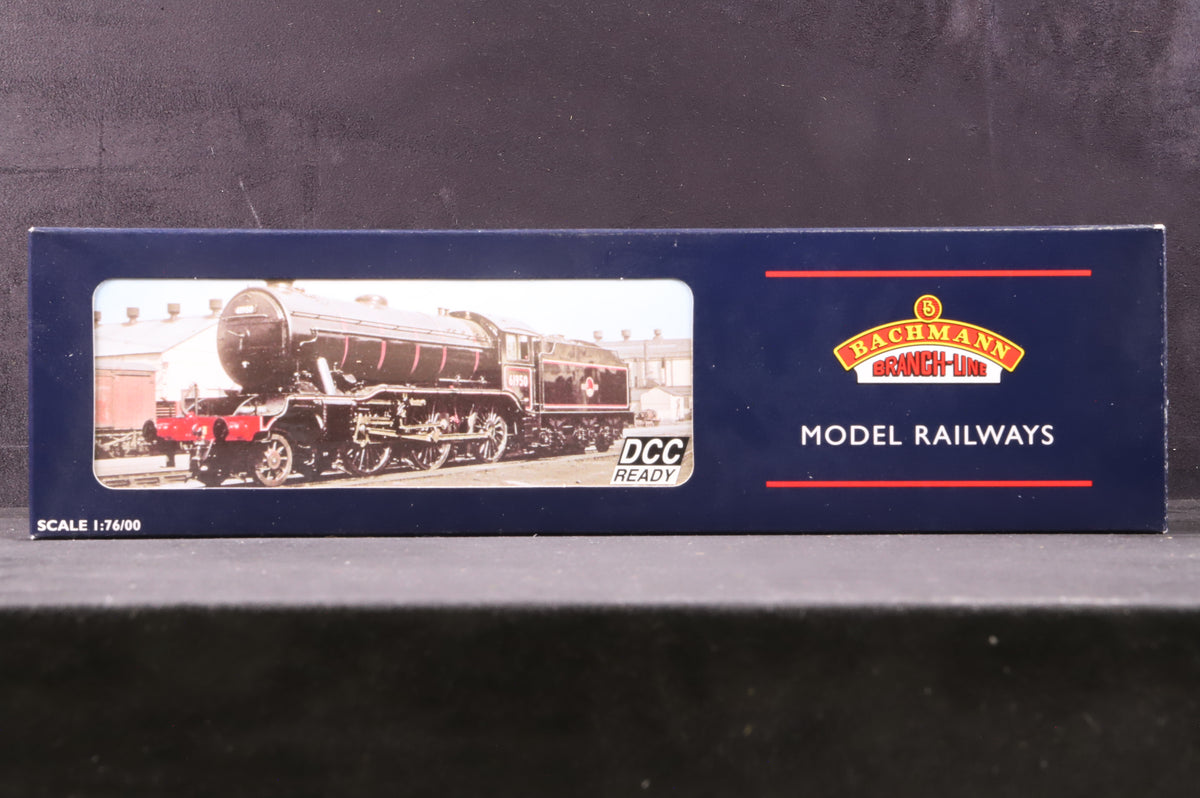 61950
DCC
READY
SCALE 1:76/00
B
BACHMANN
BRANCH-LINE
MODEL RAILWAYS